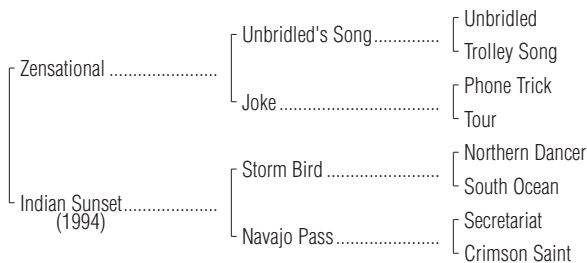 Unbridled
Unbridled's Song..............
Trolley Song
Zensational .......................
Phone Trick
Joke ..................................
Tour
Northern Dancer
Storm Bird ........................
South Ocean
Indian Sunset....................
(1994)
Secretariat
Navajo Pass......................
Crimson Saint